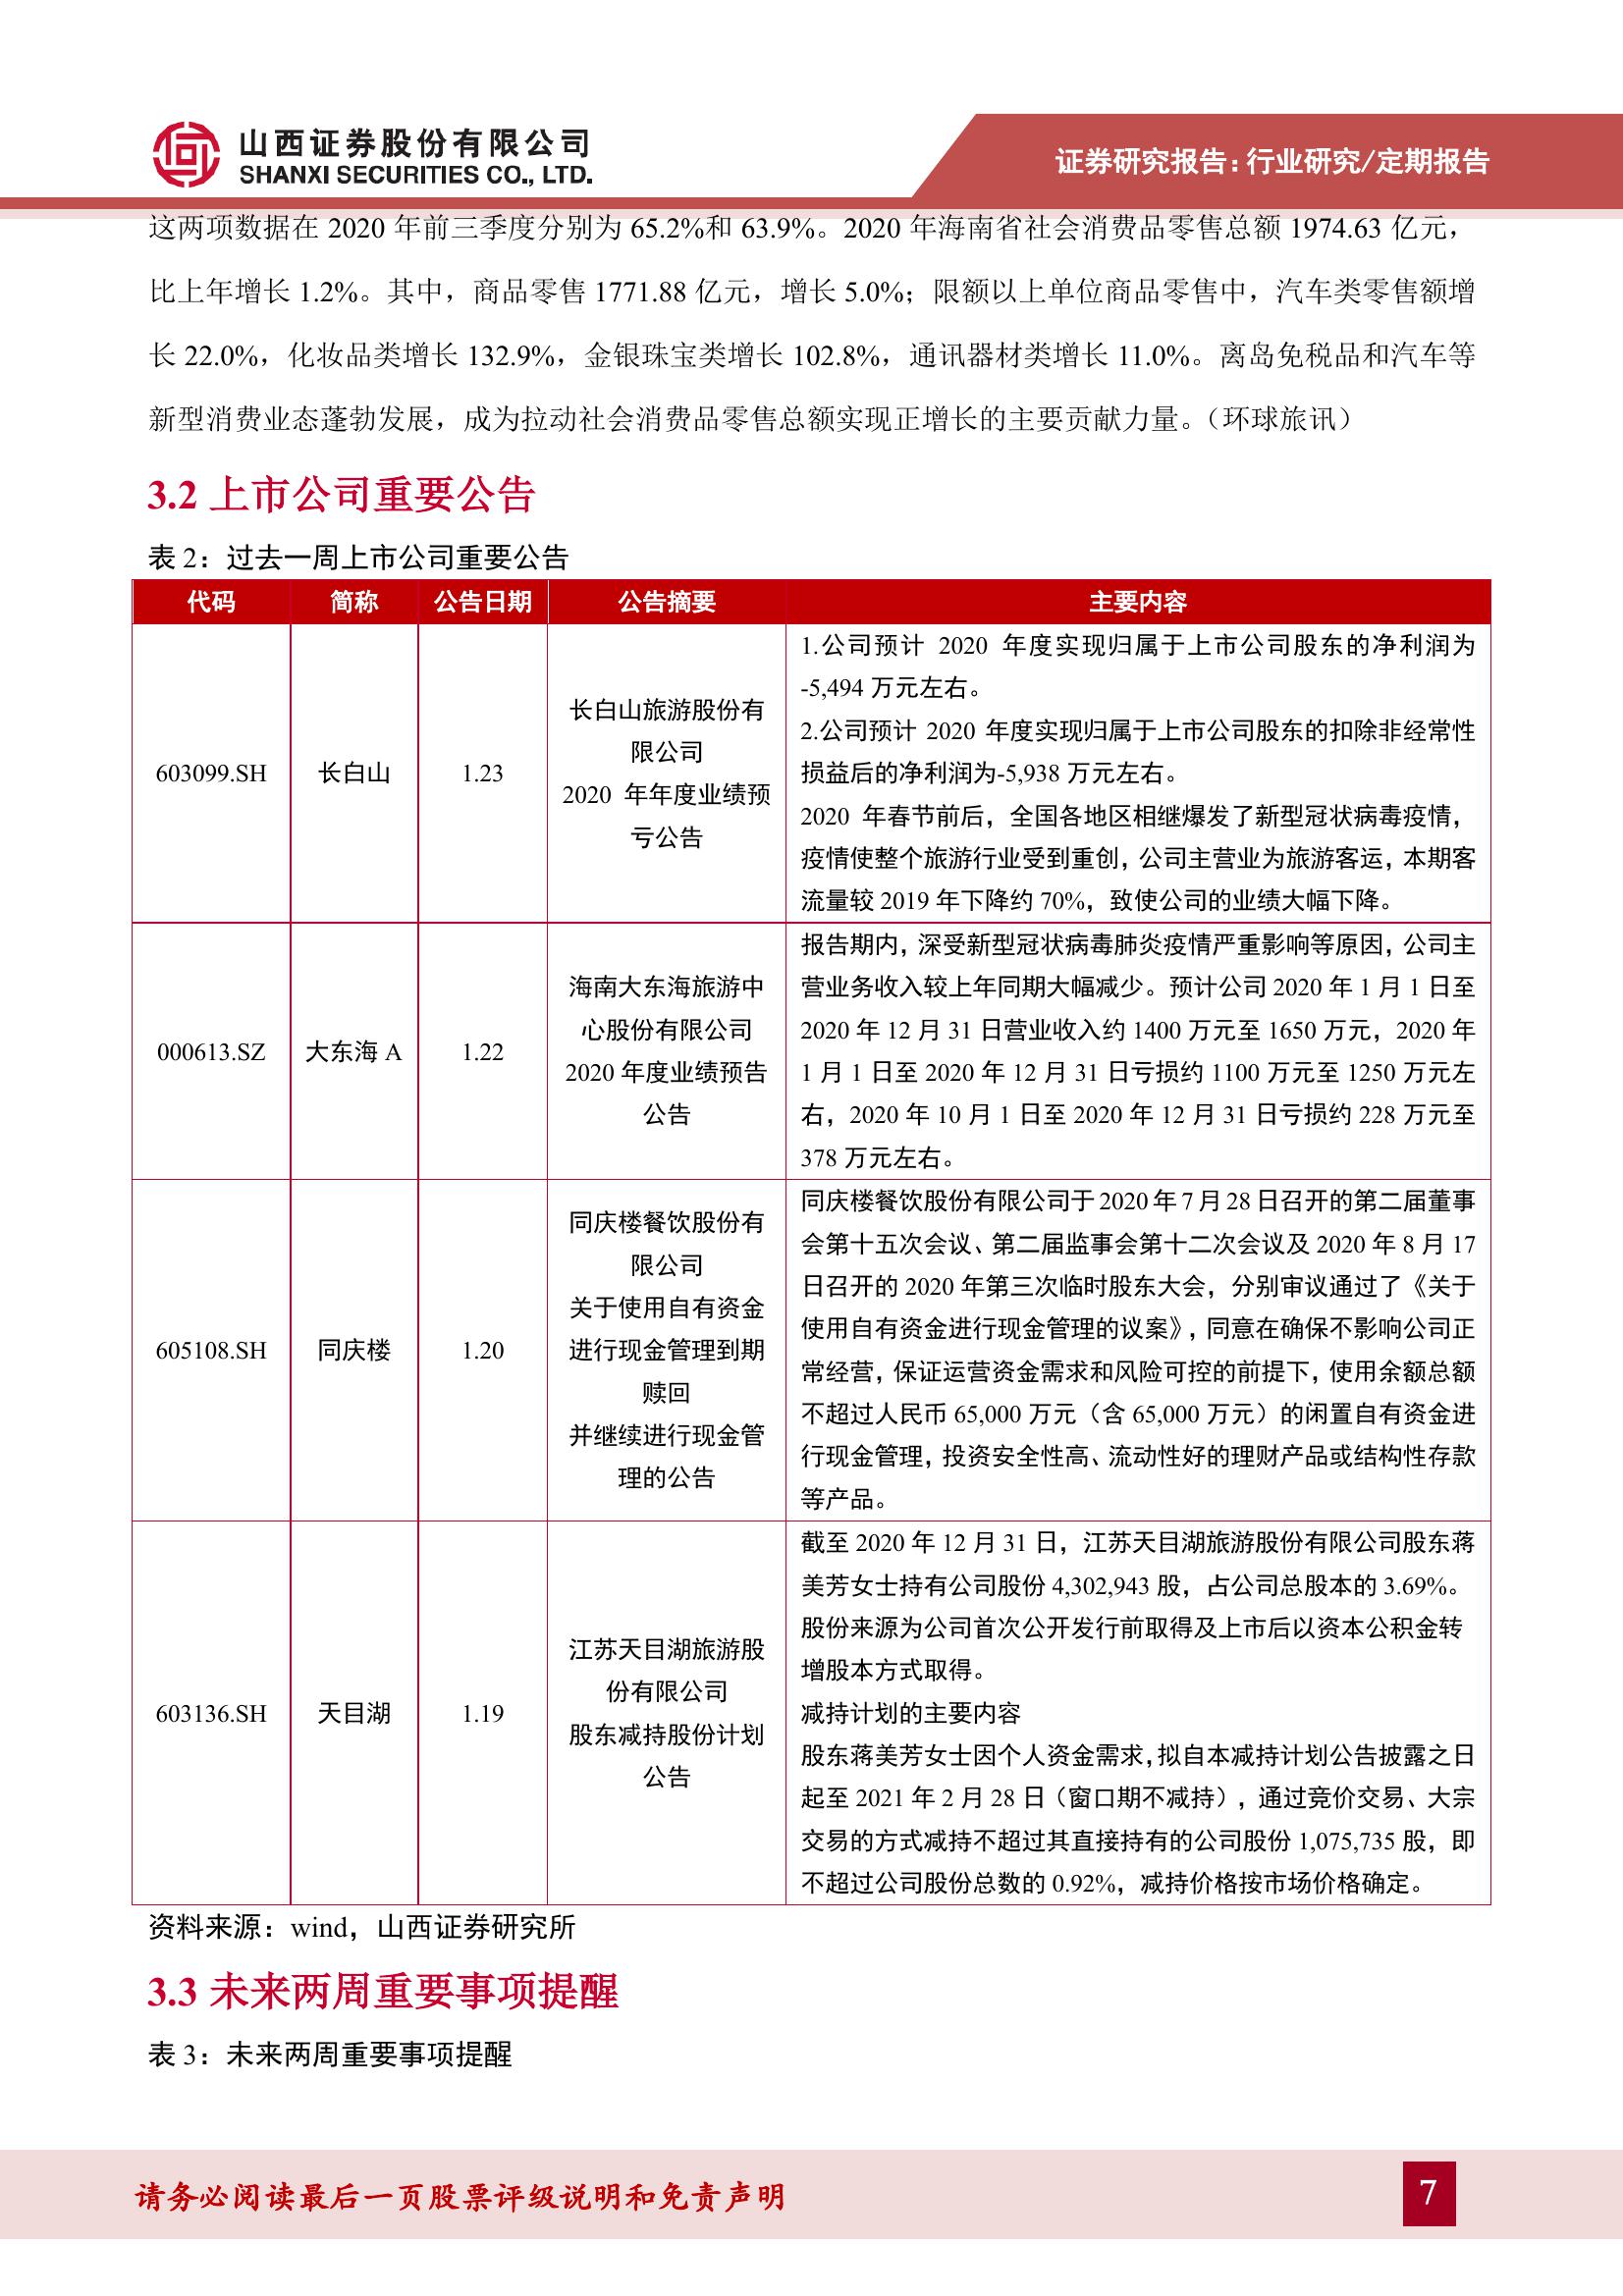 山西证券股份有限公司
SHANXI SECURITIES CO., LTD.
证券研究报告：行业研究/定期报告
这两项数据在 2020 年前三季度分别为 65.2%和 63.9%。2020 年海南省社会消费品零售总额 1974.63 亿元，
比上年增长 1.2%。其中，商品零售 1771.88 亿元，增长 5.0%；限额以上单位商品零售中，汽车类零售额增
长 22.0%，化妆品类增长 132.9%，金银珠宝类增长 102.8%，通讯器材类增长 11.0%。离岛免税品和汽车等
新型消费业态蓬勃发展，成为拉动社会消费品零售总额实现正增长的主要贡献力量。（环球旅讯）
3.2 上市公司重要公告
表 2：过去一周上市公司重要公告
代码 简称 公告日期 公告摘要 主要内容
603099.SH
长白山
1.23
长白山旅游股份有
限公司
2020 年年度业绩预
亏公告
1.公司预计 2020 年度实现归属于上市公司股东的净利润为
-5,494 万元左右。
2.公司预计 2020 年度实现归属于上市公司股东的扣除非经常性
损益后的净利润为-5,938 万元左右。
2020 年春节前后，全国各地区相继爆发了新型冠状病毒疫情，
疫情使整个旅游行业受到重创，公司主营业为旅游客运，本期客
流量较 2019 年下降约 70%，致使公司的业绩大幅下降。
000613.SZ
大东海 A
1.22
海南大东海旅游中
心股份有限公司
2020 年度业绩预告
公告
报告期内，深受新型冠状病毒肺炎疫情严重影响等原因，公司主
营业务收入较上年同期大幅减少。预计公司 2020 年 1 月 1 日至
2020 年 12 月 31 日营业收入约 1400 万元至 1650 万元，2020 年
1 月 1 日至 2020 年 12 月 31 日亏损约 1100 万元至 1250 万元左
右，2020 年 10 月 1 日至 2020 年 12 月 31 日亏损约 228 万元至
378 万元左右。
605108.SH
同庆楼
1.20
同庆楼餐饮股份有
限公司
关于使用自有资金
进行现金管理到期
赎回
并继续进行现金管
理的公告
同庆楼餐饮股份有限公司于 2020 年 7 月 28 日召开的第二届董事
会第十五次会议、第二届监事会第十二次会议及 2020 年 8 月 17
日召开的 2020 年第三次临时股东大会，分别审议通过了《关于
使用自有资金进行现金管理的议案》，同意在确保不影响公司正
常经营，保证运营资金需求和风险可控的前提下，使用余额总额
不超过人民币 65,000 万元（含 65,000 万元）的闲置自有资金进
行现金管理，投资安全性高、流动性好的理财产品或结构性存款
等产品。
603136.SH
天目湖
1.19
江苏天目湖旅游股
份有限公司
股东减持股份计划
公告
截至 2020 年 12 月 31 日，江苏天目湖旅游股份有限公司股东蒋
美芳女士持有公司股份 4,302,943 股，占公司总股本的 3.69%。
股份来源为公司首次公开发行前取得及上市后以资本公积金转
增股本方式取得。
减持计划的主要内容
股东蒋美芳女士因个人资金需求，拟自本减持计划公告披露之日
起至 2021 年 2 月 28 日（窗口期不减持），通过竞价交易、大宗
交易的方式减持不超过其直接持有的公司股份 1,075,735 股，即
不超过公司股份总数的 0.92%，减持价格按市场价格确定。
资料来源：wind，山西证券研究所
3.3 未来两周重要事项提醒
表 3：未来两周重要事项提醒
请务必阅读最后一页股票评级说明和免责声明
7